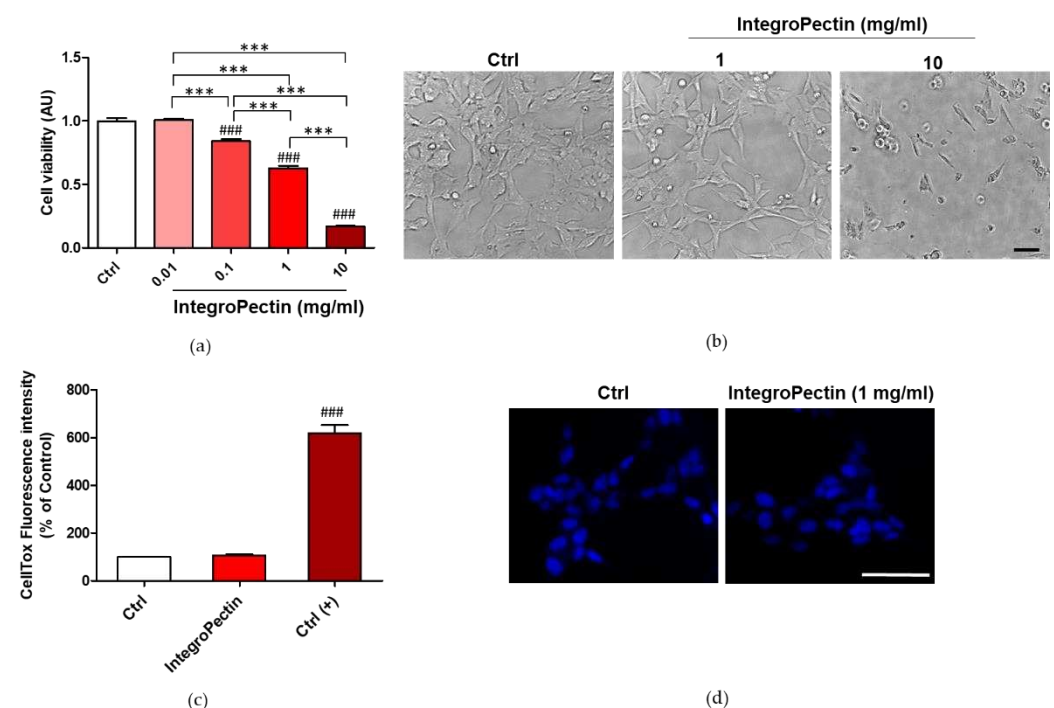 1.5
1.0
0.5
0.0
Cell viability (AU)
***
***
***
***
***
***
###
###
###
Ctrl
0.01
0.1
1
10
IntegroPectin (mg/ml)
(a)
IntegroPectin (mg/ml)
Ctrl
1
10
(b)
800
600
400
200
0
CellTox Fluorescence intensity
(% of Control)
###
Ctrl
IntegroPectin
Ctrl (+)
(c)
Ctrl
IntegroPectin (1 mg/ml)
(d)